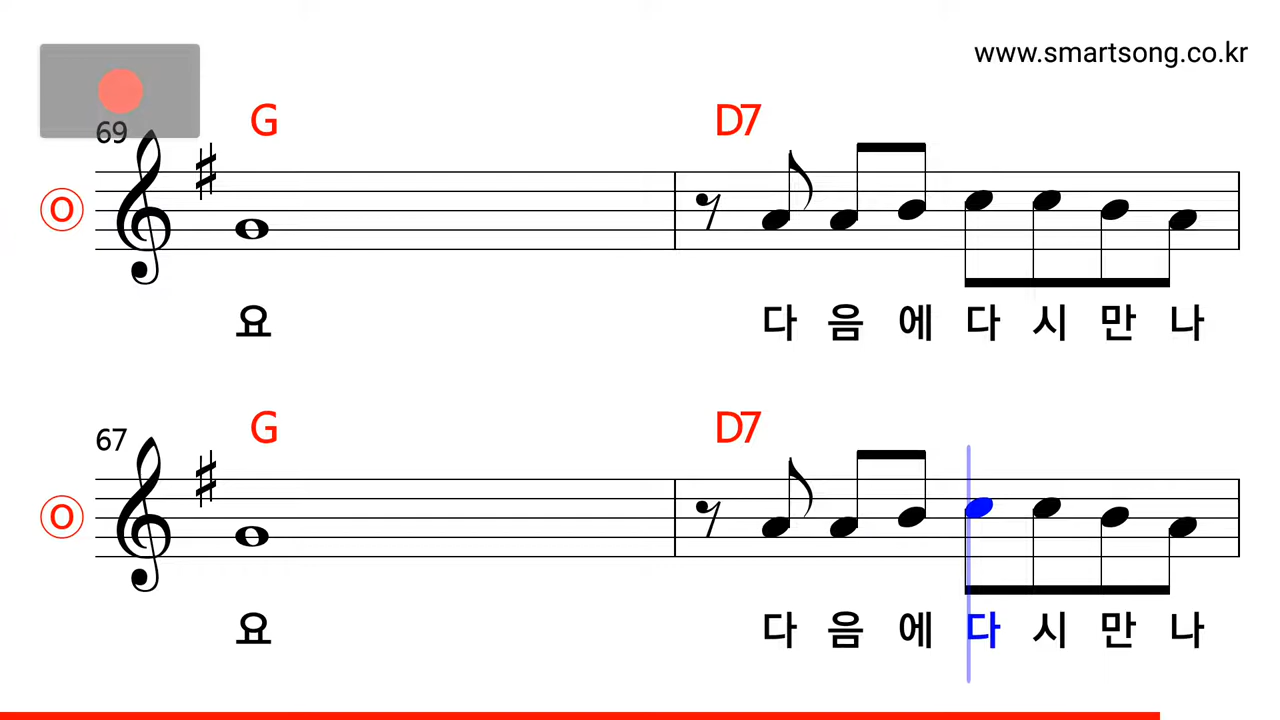 www.smartsong.co.kr
69 G D7
O
요 다 음 에 다 시 만 나
67 G D7
O
요 다 음 에 다 시 만 나